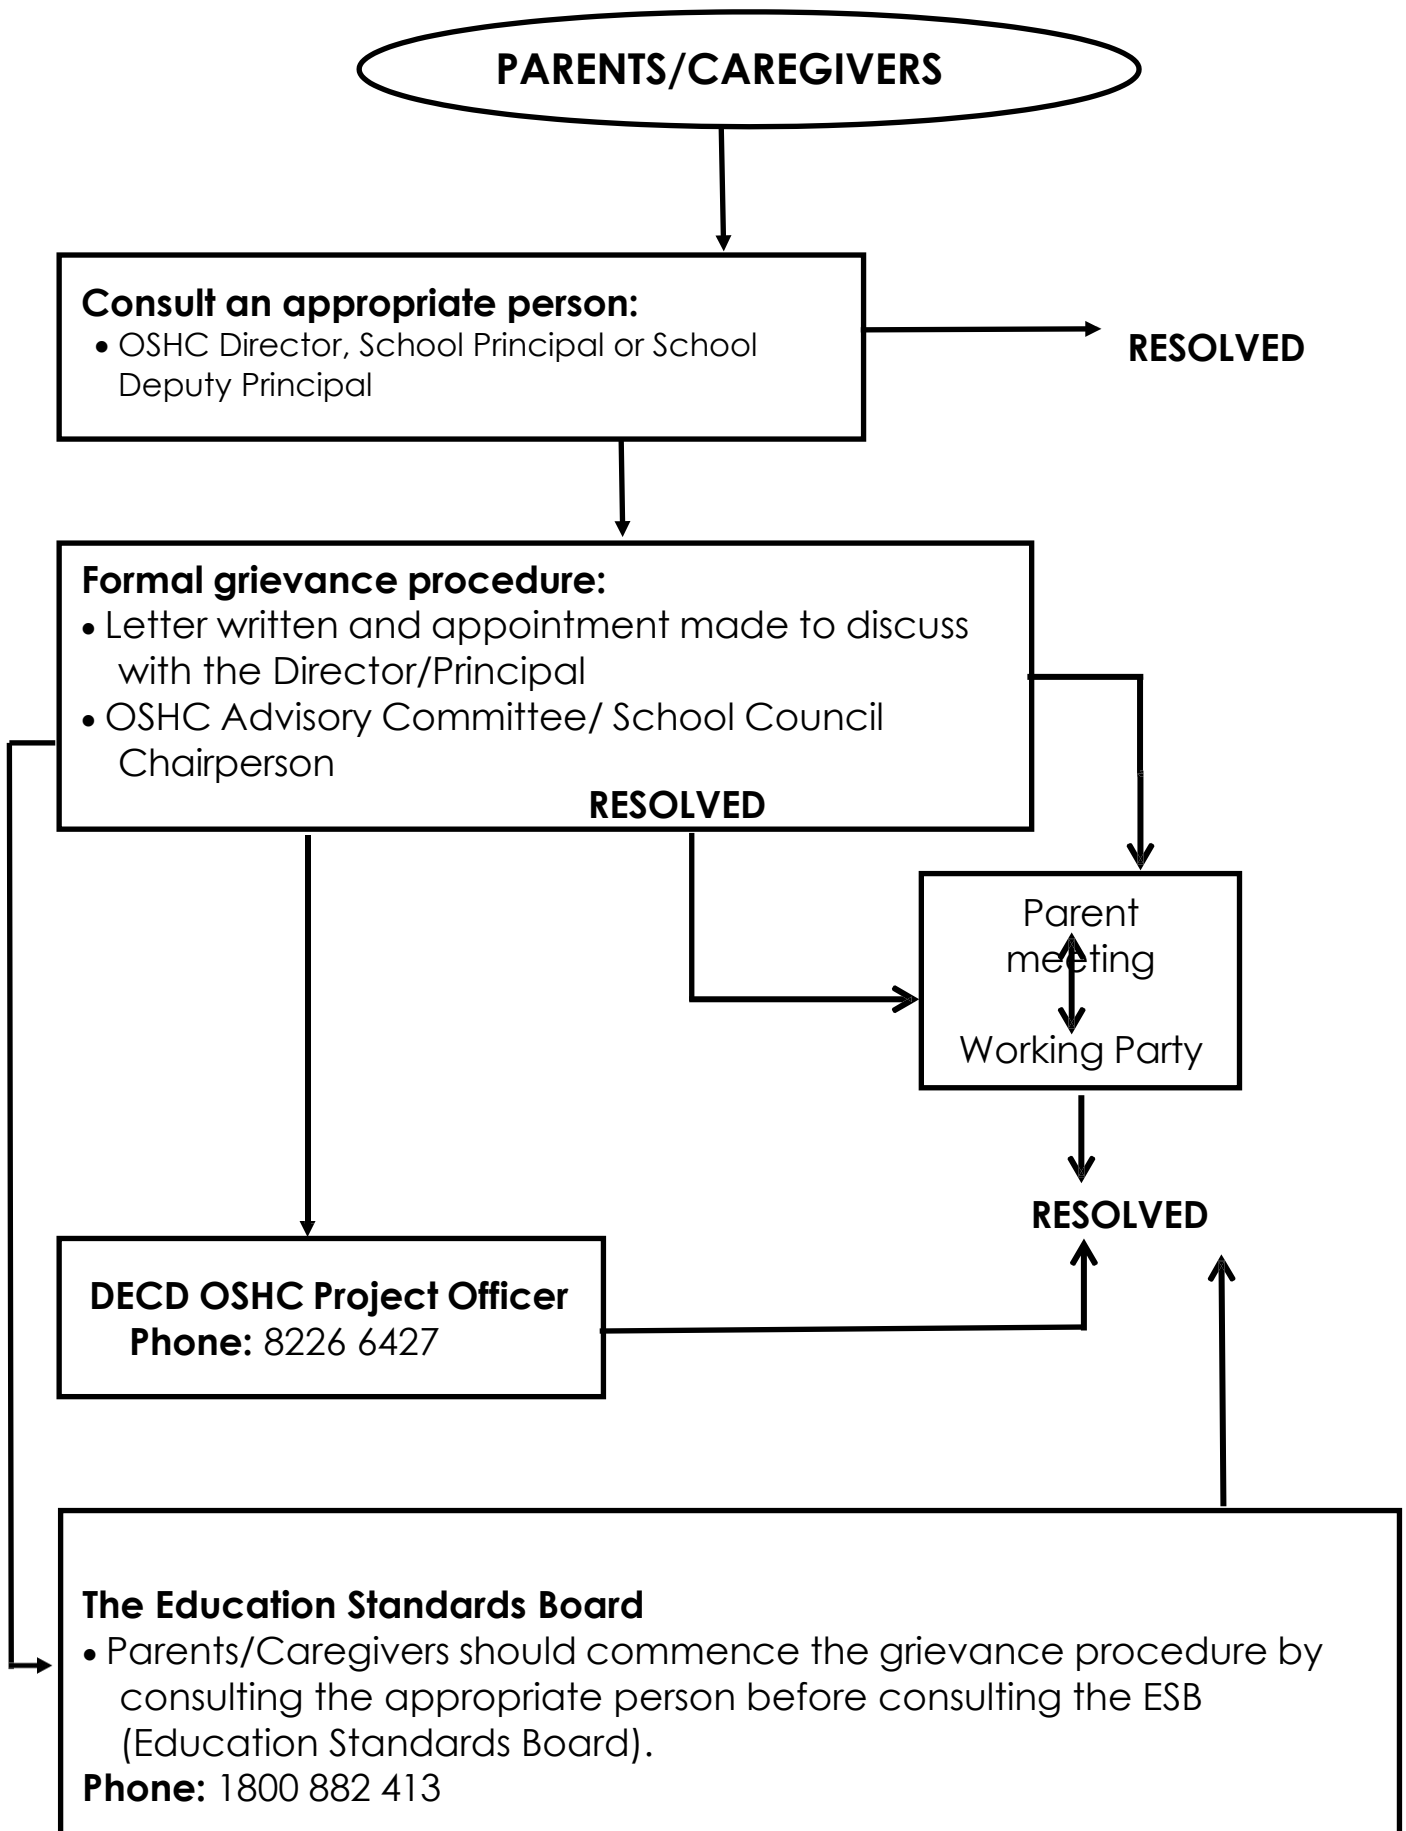 PARENTS/CAREGIVERS
Consult an appropriate person:
• OSHC Director, School Principal or School
Deputy Principal
RESOLVED
Formal grievance procedure:
• Letter written and appointment made to discuss
with the Director/Principal
• OSHC Advisory Committee/ School Council
Chairperson
RESOLVED
Parent
meeting
Working Party
RESOLVED
DECD OSHC Project Officer
Phone: 8226 6427
The Education Standards Board
• Parents/Caregivers should commence the grievance procedure by
consulting the appropriate person before consulting the ESB
(Education Standards Board).
Phone: 1800 882 413